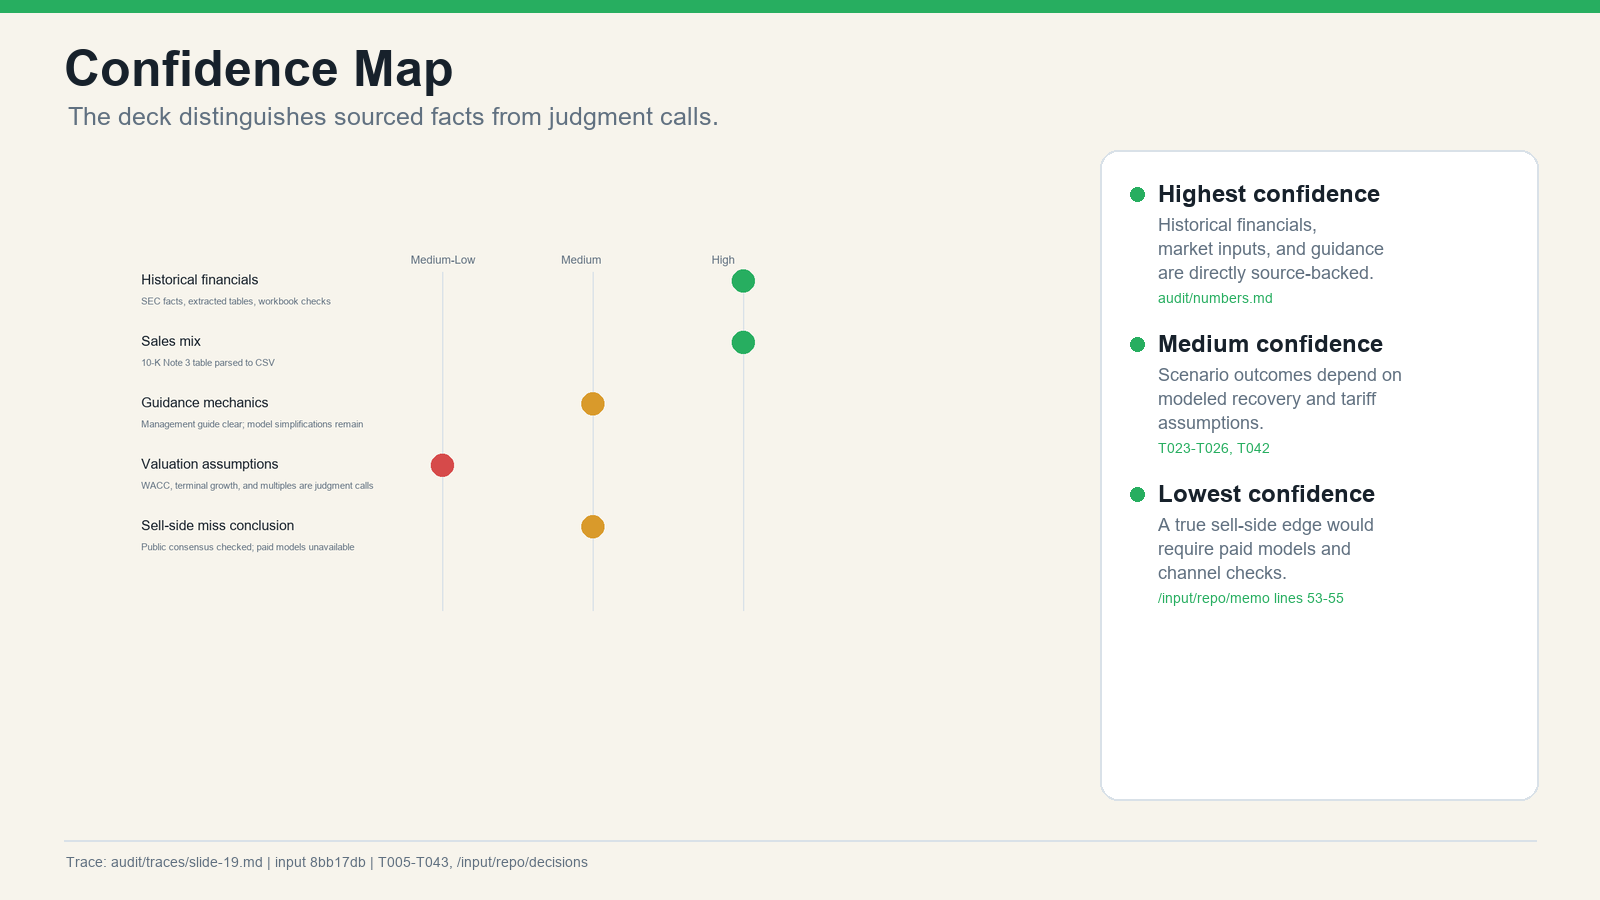 Confidence Map
The deck distinguishes sourced facts from judgment calls.
Medium-Low
Medium
High
Historical financials
SEC facts, extracted tables, workbook checks
Sales mix
10-K Note 3 table parsed to CSV
Guidance mechanics
Management guide clear; model simplifications remain
Valuation assumptions
WACC, terminal growth, and multiples are judgment calls
Sell-side miss conclusion
Public consensus checked; paid models unavailable
Highest confidence
Historical financials,
market inputs, and guidance
are directly source-backed.
audit/numbers.md
Medium confidence
Scenario outcomes depend on
modeled recovery and tariff
assumptions.
T023-T026, T042
Lowest confidence
A true sell-side edge would
require paid models and
channel checks.
/input/repo/memo lines 53-55
Trace: audit/traces/slide-19.md | input 8bb17db | T005-T043, /input/repo/decisions